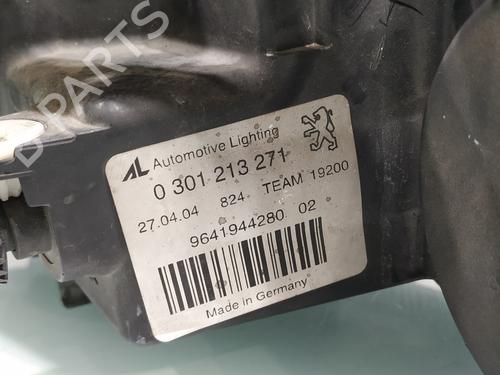 B-PARTS
AL Automotive Lighting
0 301 213 271
27.04.04 824 TEAM 19200
9641944280 02
Made in Germany